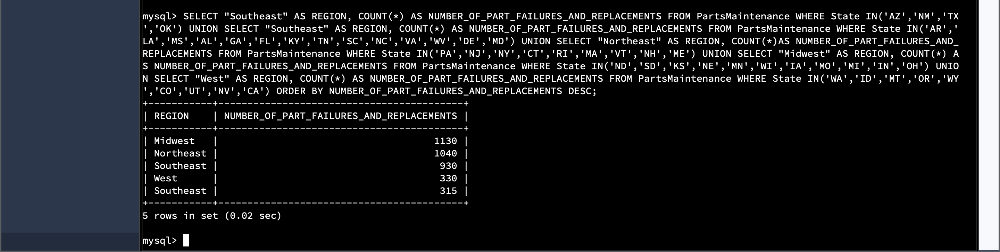 mysql> SELECT "Southeast" AS REGION, COUNT(*) AS NUMBER_OF_PART_FAILURES_AND_REPLACEMENTS FROM PartsMaintenance WHERE State IN('AZ','NM','TX
','OK') UNION SELECT "Southeast" AS REGION, COUNT(*) AS NUMBER_OF_PART_FAILURES_AND_REPLACEMENTS FROM PartsMaintenance WHERE State IN('AR','
LA','MS','AL','GA','FL','KY','TN','SC','NC','VA','WV','DE','MD') UNION SELECT "Northeast" AS REGION, COUNT(*)AS NUMBER_OF_PART_FAILURES_AND_
REPLACEMENTS FROM PartsMaintenance WHERE State IN('PA','NJ','NY','CT','RI','MA','VT','NH','ME') UNION SELECT "Midwest" AS REGION, COUNT(*) A
S NUMBER_OF_PART_FAILURES_AND_REPLACEMENTS FROM PartsMaintenance WHERE State IN('ND','SD','KS','NE','MN','WI','IA','MO','MI','IN','OH') UNIO
N SELECT "West" AS REGION, COUNT(*) AS NUMBER_OF_PART_FAILURES_AND_REPLACEMENTS FROM PartsMaintenance WHERE State IN('WA','ID','MT','OR','WY
','CO','UT','NV','CA') ORDER BY NUMBER_OF_PART_FAILURES_AND_REPLACEMENTS DESC;
+-----------+------------------------------------------+
| REGION    | NUMBER_OF_PART_FAILURES_AND_REPLACEMENTS |
+-----------+------------------------------------------+
| Midwest   |                                     1130 |
| Northeast |                                     1040 |
| Southeast |                                      930 |
| West      |                                      330 |
| Southeast |                                      315 |
+-----------+------------------------------------------+
5 rows in set (0.02 sec)
mysql>